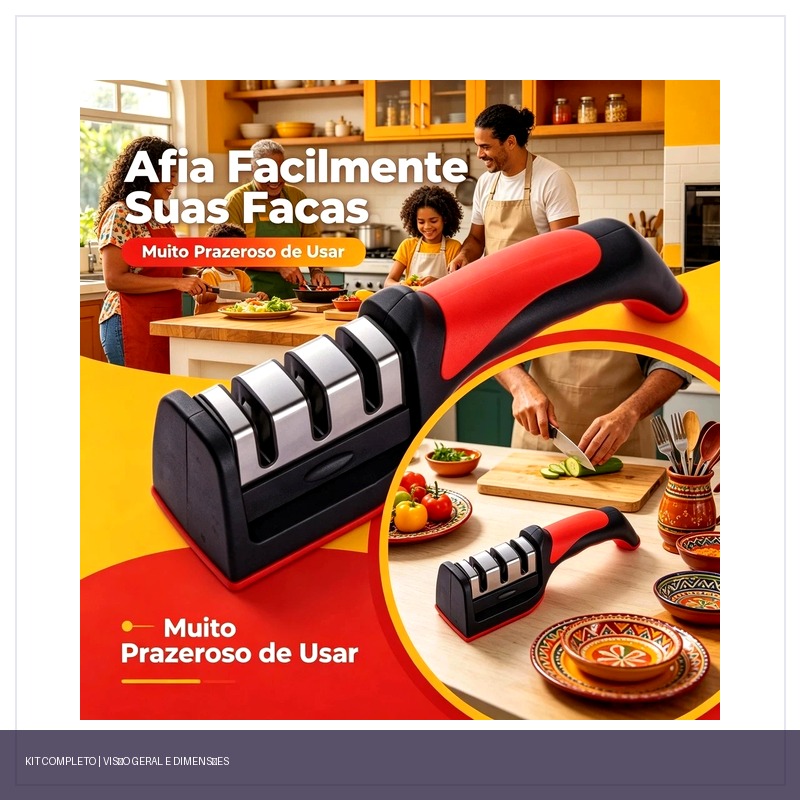 Afia Facilmente
Suas Facas
Muito Prazeroso de Usar
Muito
Prazeroso de Usar
KIT COMPLETO | VIS□O GERAL E DIMENS□ES